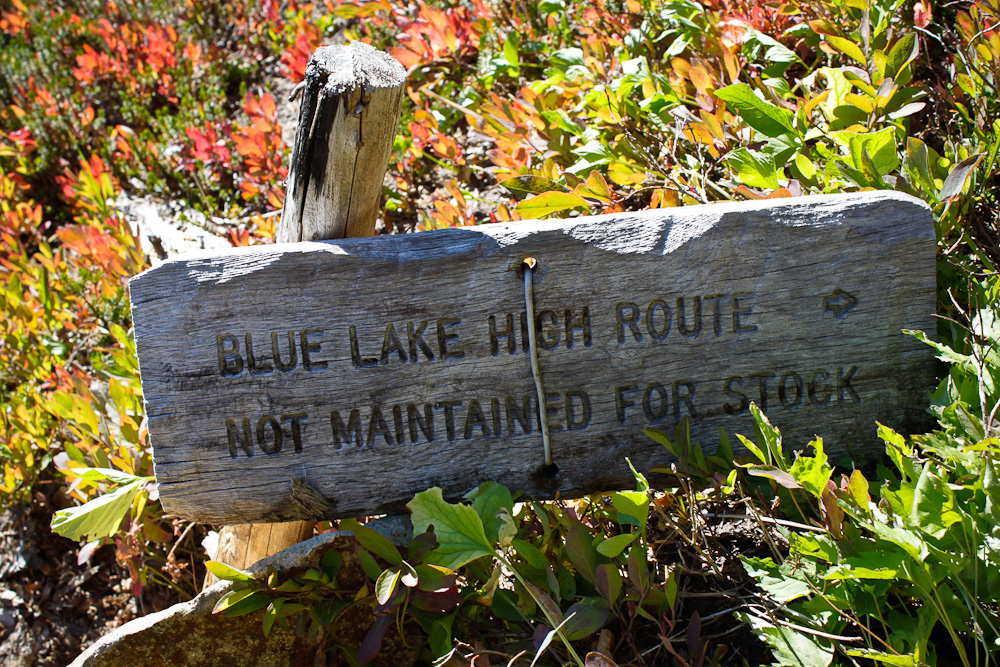 BLUE LAKE HIGH ROUTE
NOT MAINTAINED FOR STOCK